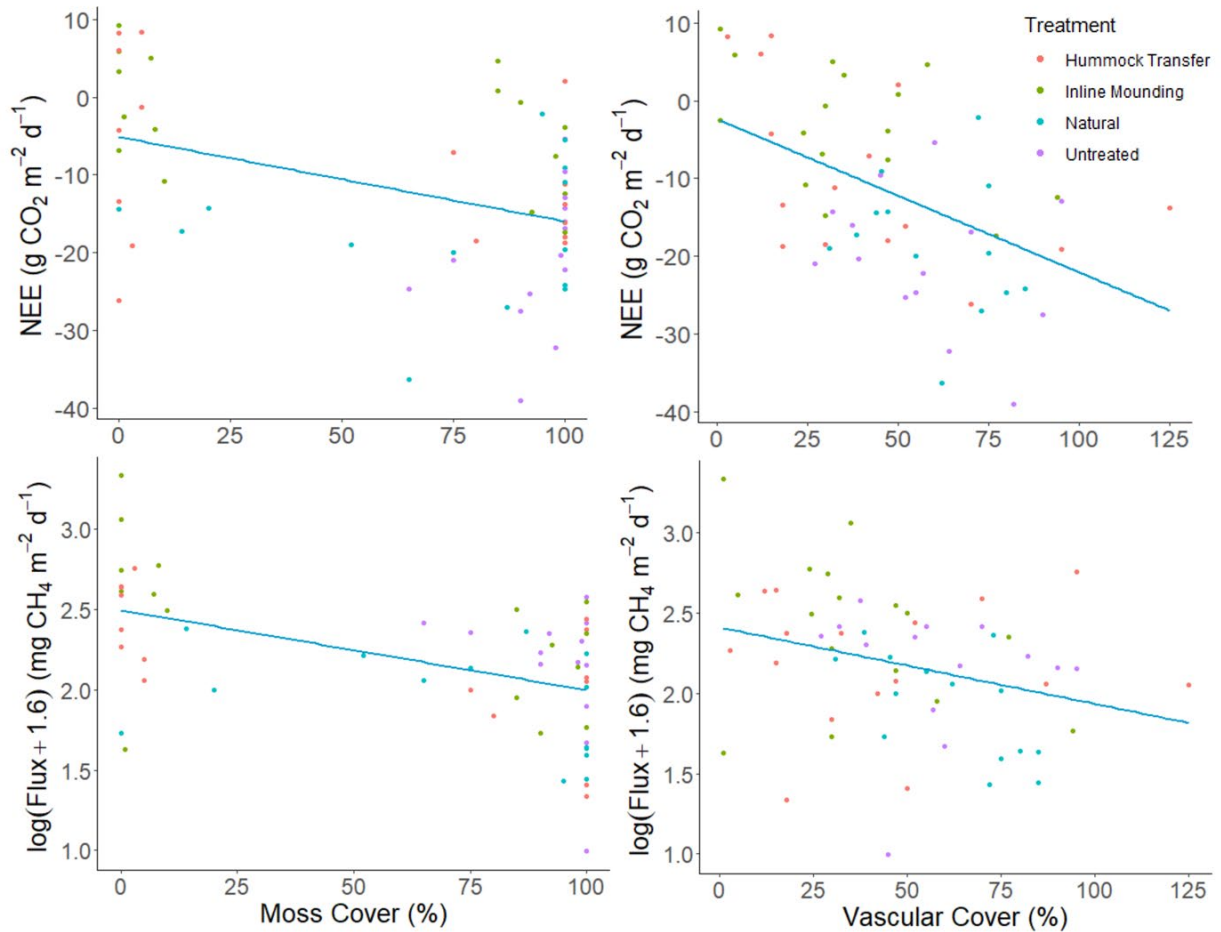 NEE (g CO₂ m⁻² d⁻¹)
10
0
-10
-20
-30
-40
0 25 50 75 100
NEE (g CO₂ m⁻² d⁻¹)
10
0
-10
-20
-30
-40
0 25 50 75 100 125
Treatment
Hummock Transfer
Inline Mounding
Natural
Untreated
log(Flux + 1.6) (mg CH₄ m⁻² d⁻¹)
3.0
2.5
2.0
1.5
1.0
0 25 50 75 100
Moss Cover (%)
log(Flux + 1.6) (mg CH₄ m⁻² d⁻¹)
3.0
2.5
2.0
1.5
1.0
0 25 50 75 100 125
Vascular Cover (%)